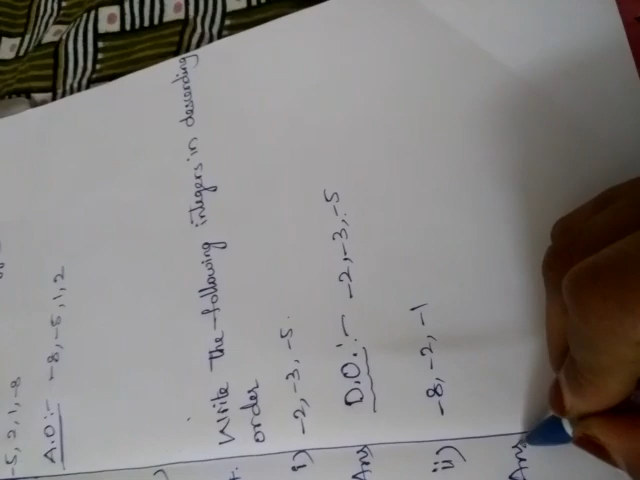 -5, 2, 1, -8
A.O:- -8, -5, 1, 2
Write the following integers in descending
order
i) -2, -3, -5.
Ans D.O:- -2, -3, -5
ii) -8, -2, -1
Ans